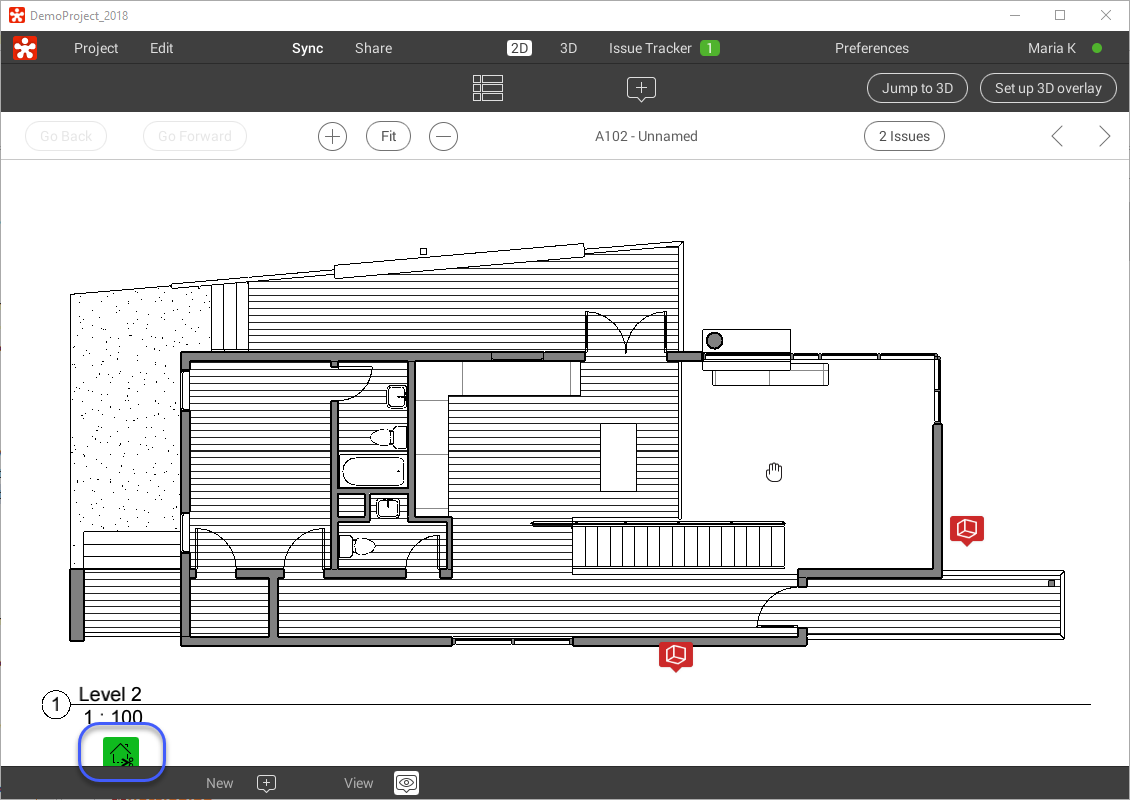 DemoProject_2018
Project Edit Sync Share 2D 3D Issue Tracker 1 Preferences Maria K
Jump to 3D Set up 3D overlay
Go Back Go Forward Fit A102 - Unnamed 2 Issues
1 Level 2
1 : 100
New View